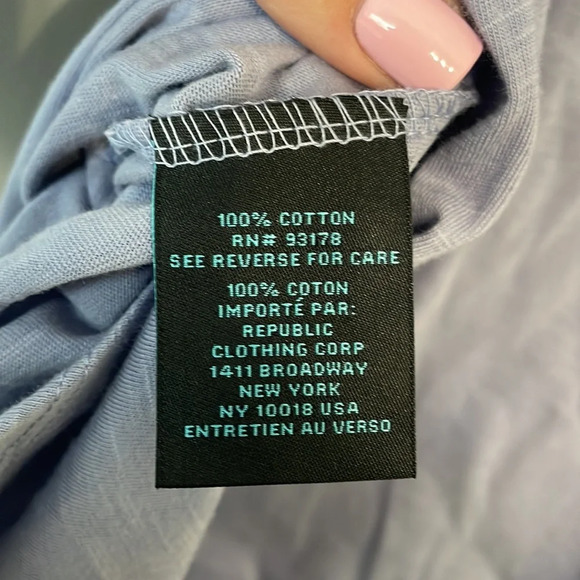 100% COTTON
RN# 93178
SEE REVERSE FOR CARE
100% COTON
IMPORTÉ PAR:
REPUBLIC
CLOTHING CORP
1411 BROADWAY
NEW YORK
NY 10018 USA
ENTRETIEN AU VERSO